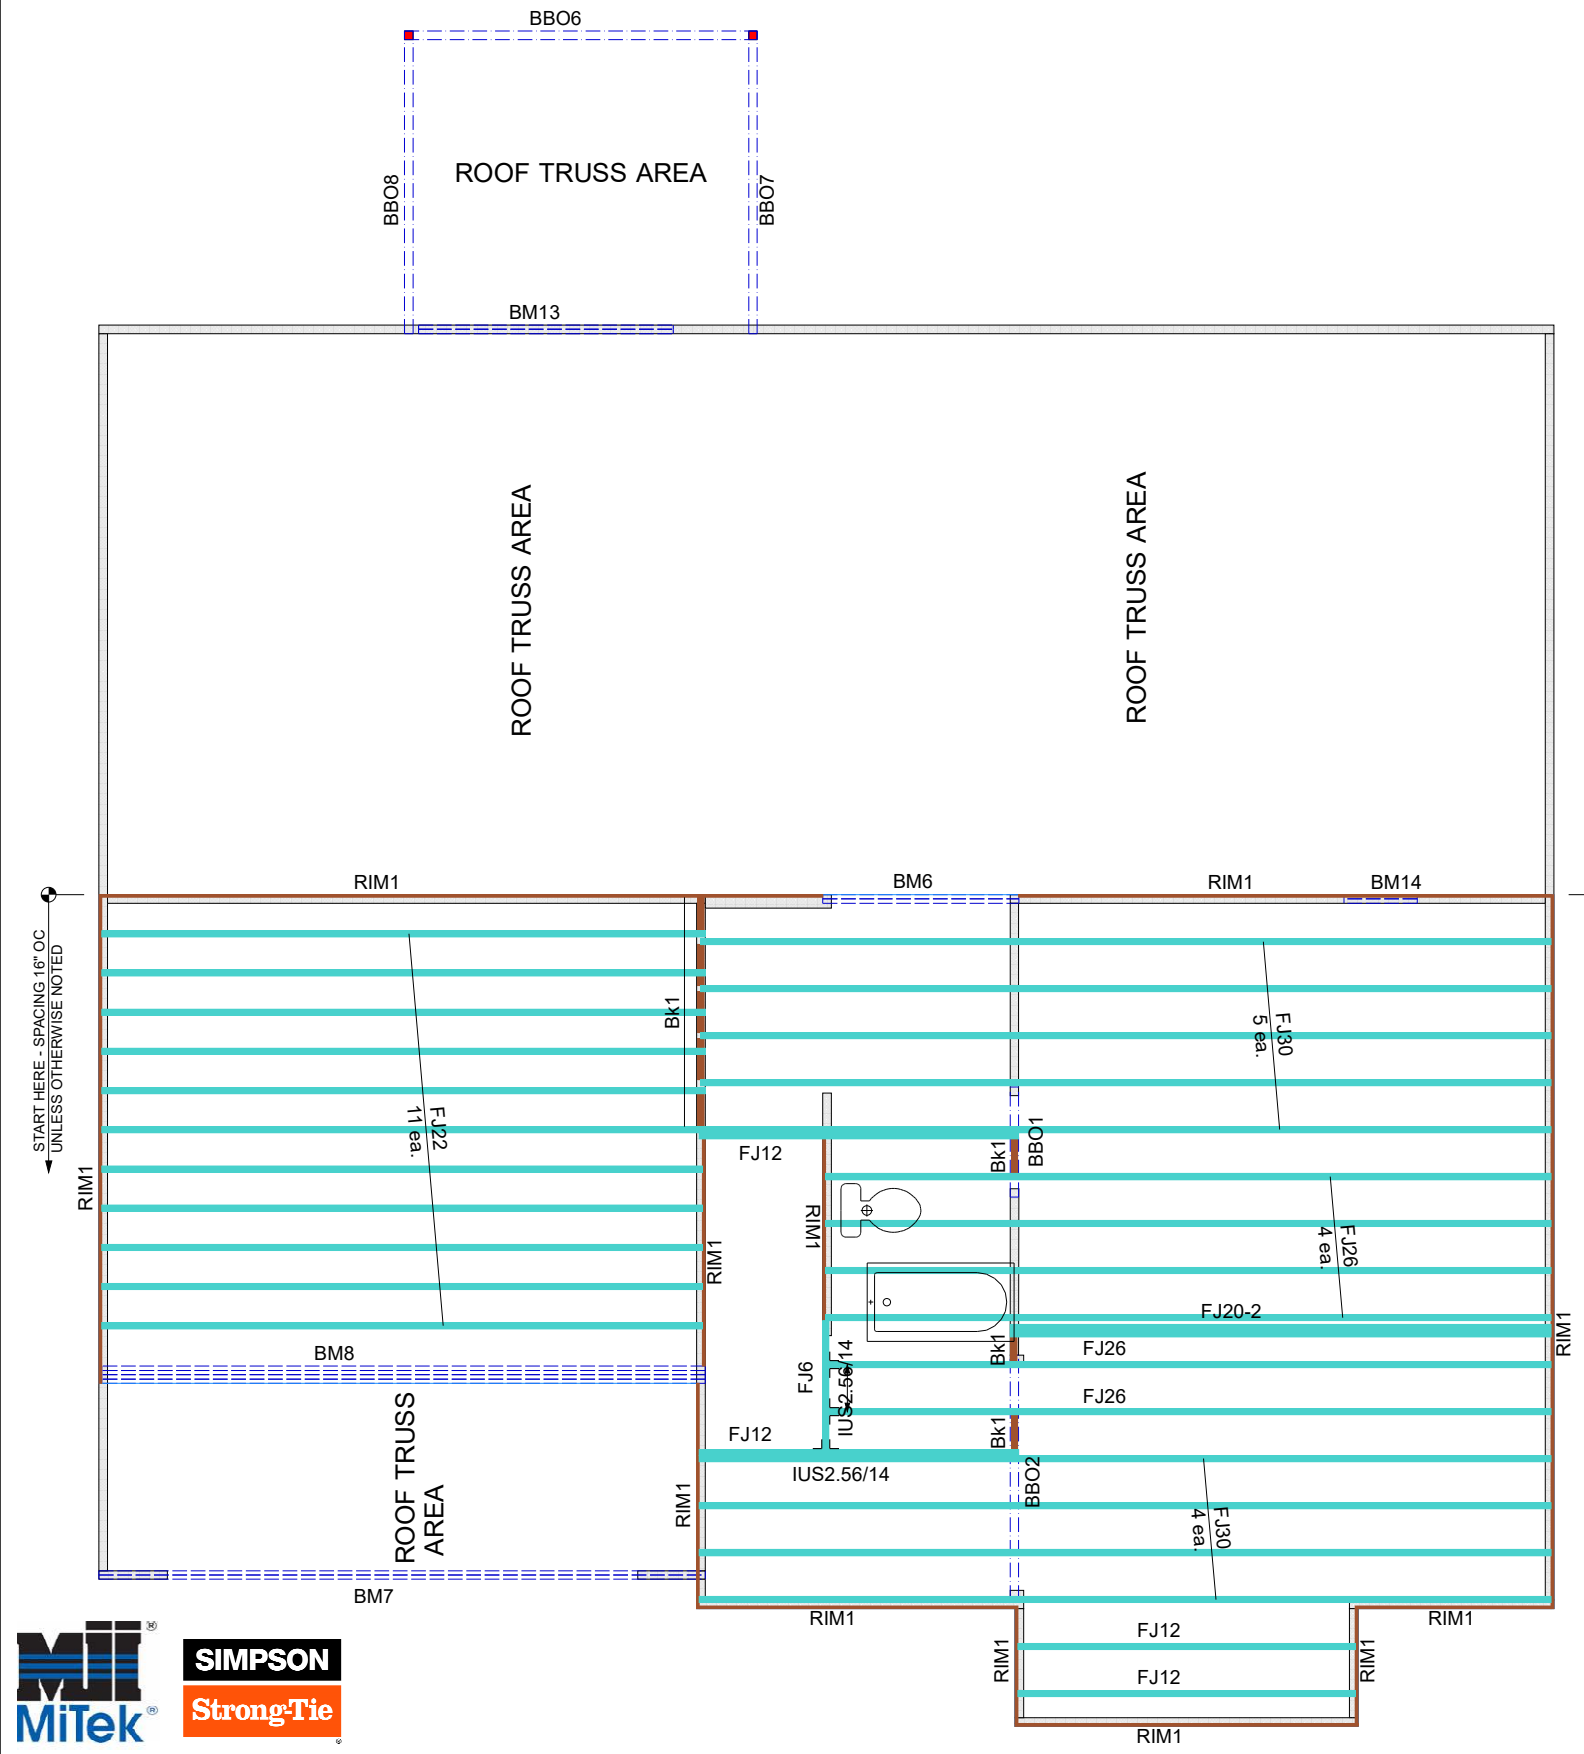 BBO6
ROOF TRUSS AREA
BBO8
BBO7
BM13
ROOF TRUSS AREA
ROOF TRUSS AREA
RIM1
BM6
RIM1
BM14
START HERE - SPACING 16" OC
UNLESS OTHERWISE NOTED
Bk1
FJ30
5 ea.
FJ22
11 ea.
FJ12
Bk1
BBO1
RIM1
RIM1
RIM1
FJ26
4 ea.
FJ20-2
RIM1
BM8
FJ6
IUS2.56/14
Bk1
FJ26
FJ26
ROOF TRUSS
AREA
FJ12
Bk1
IUS2.56/14
BBO2
RIM1
FJ30
4 ea.
BM7
RIM1
RIM1
FJ12
RIM1
RIM1
FJ12
RIM1
MiTek®
®
SIMPSON
Strong-Tie
®